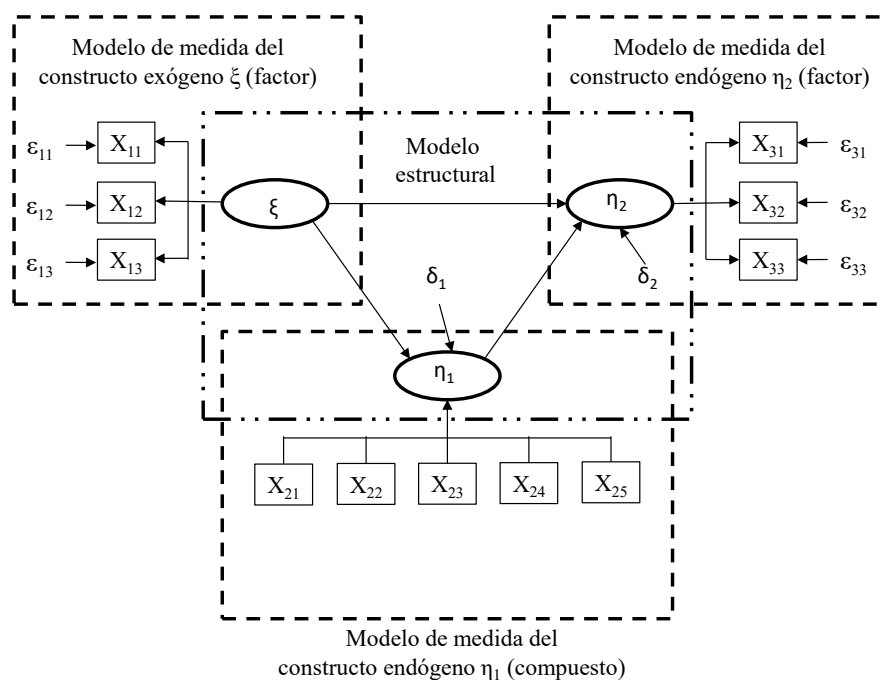 Modelo de medida del
constructo exógeno ξ (factor)
Modelo de medida del
constructo endógeno η₂ (factor)
ε₁₁ X₁₁
ε₁₂ X₁₂
ε₁₃ X₁₃
ξ
Modelo
estructural
η₂
X₃₁ ε₃₁
X₃₂ ε₃₂
X₃₃ ε₃₃
δ₁
δ₂
η₁
X₂₁ X₂₂ X₂₃ X₂₄ X₂₅
Modelo de medida del
constructo endógeno η₁ (compuesto)